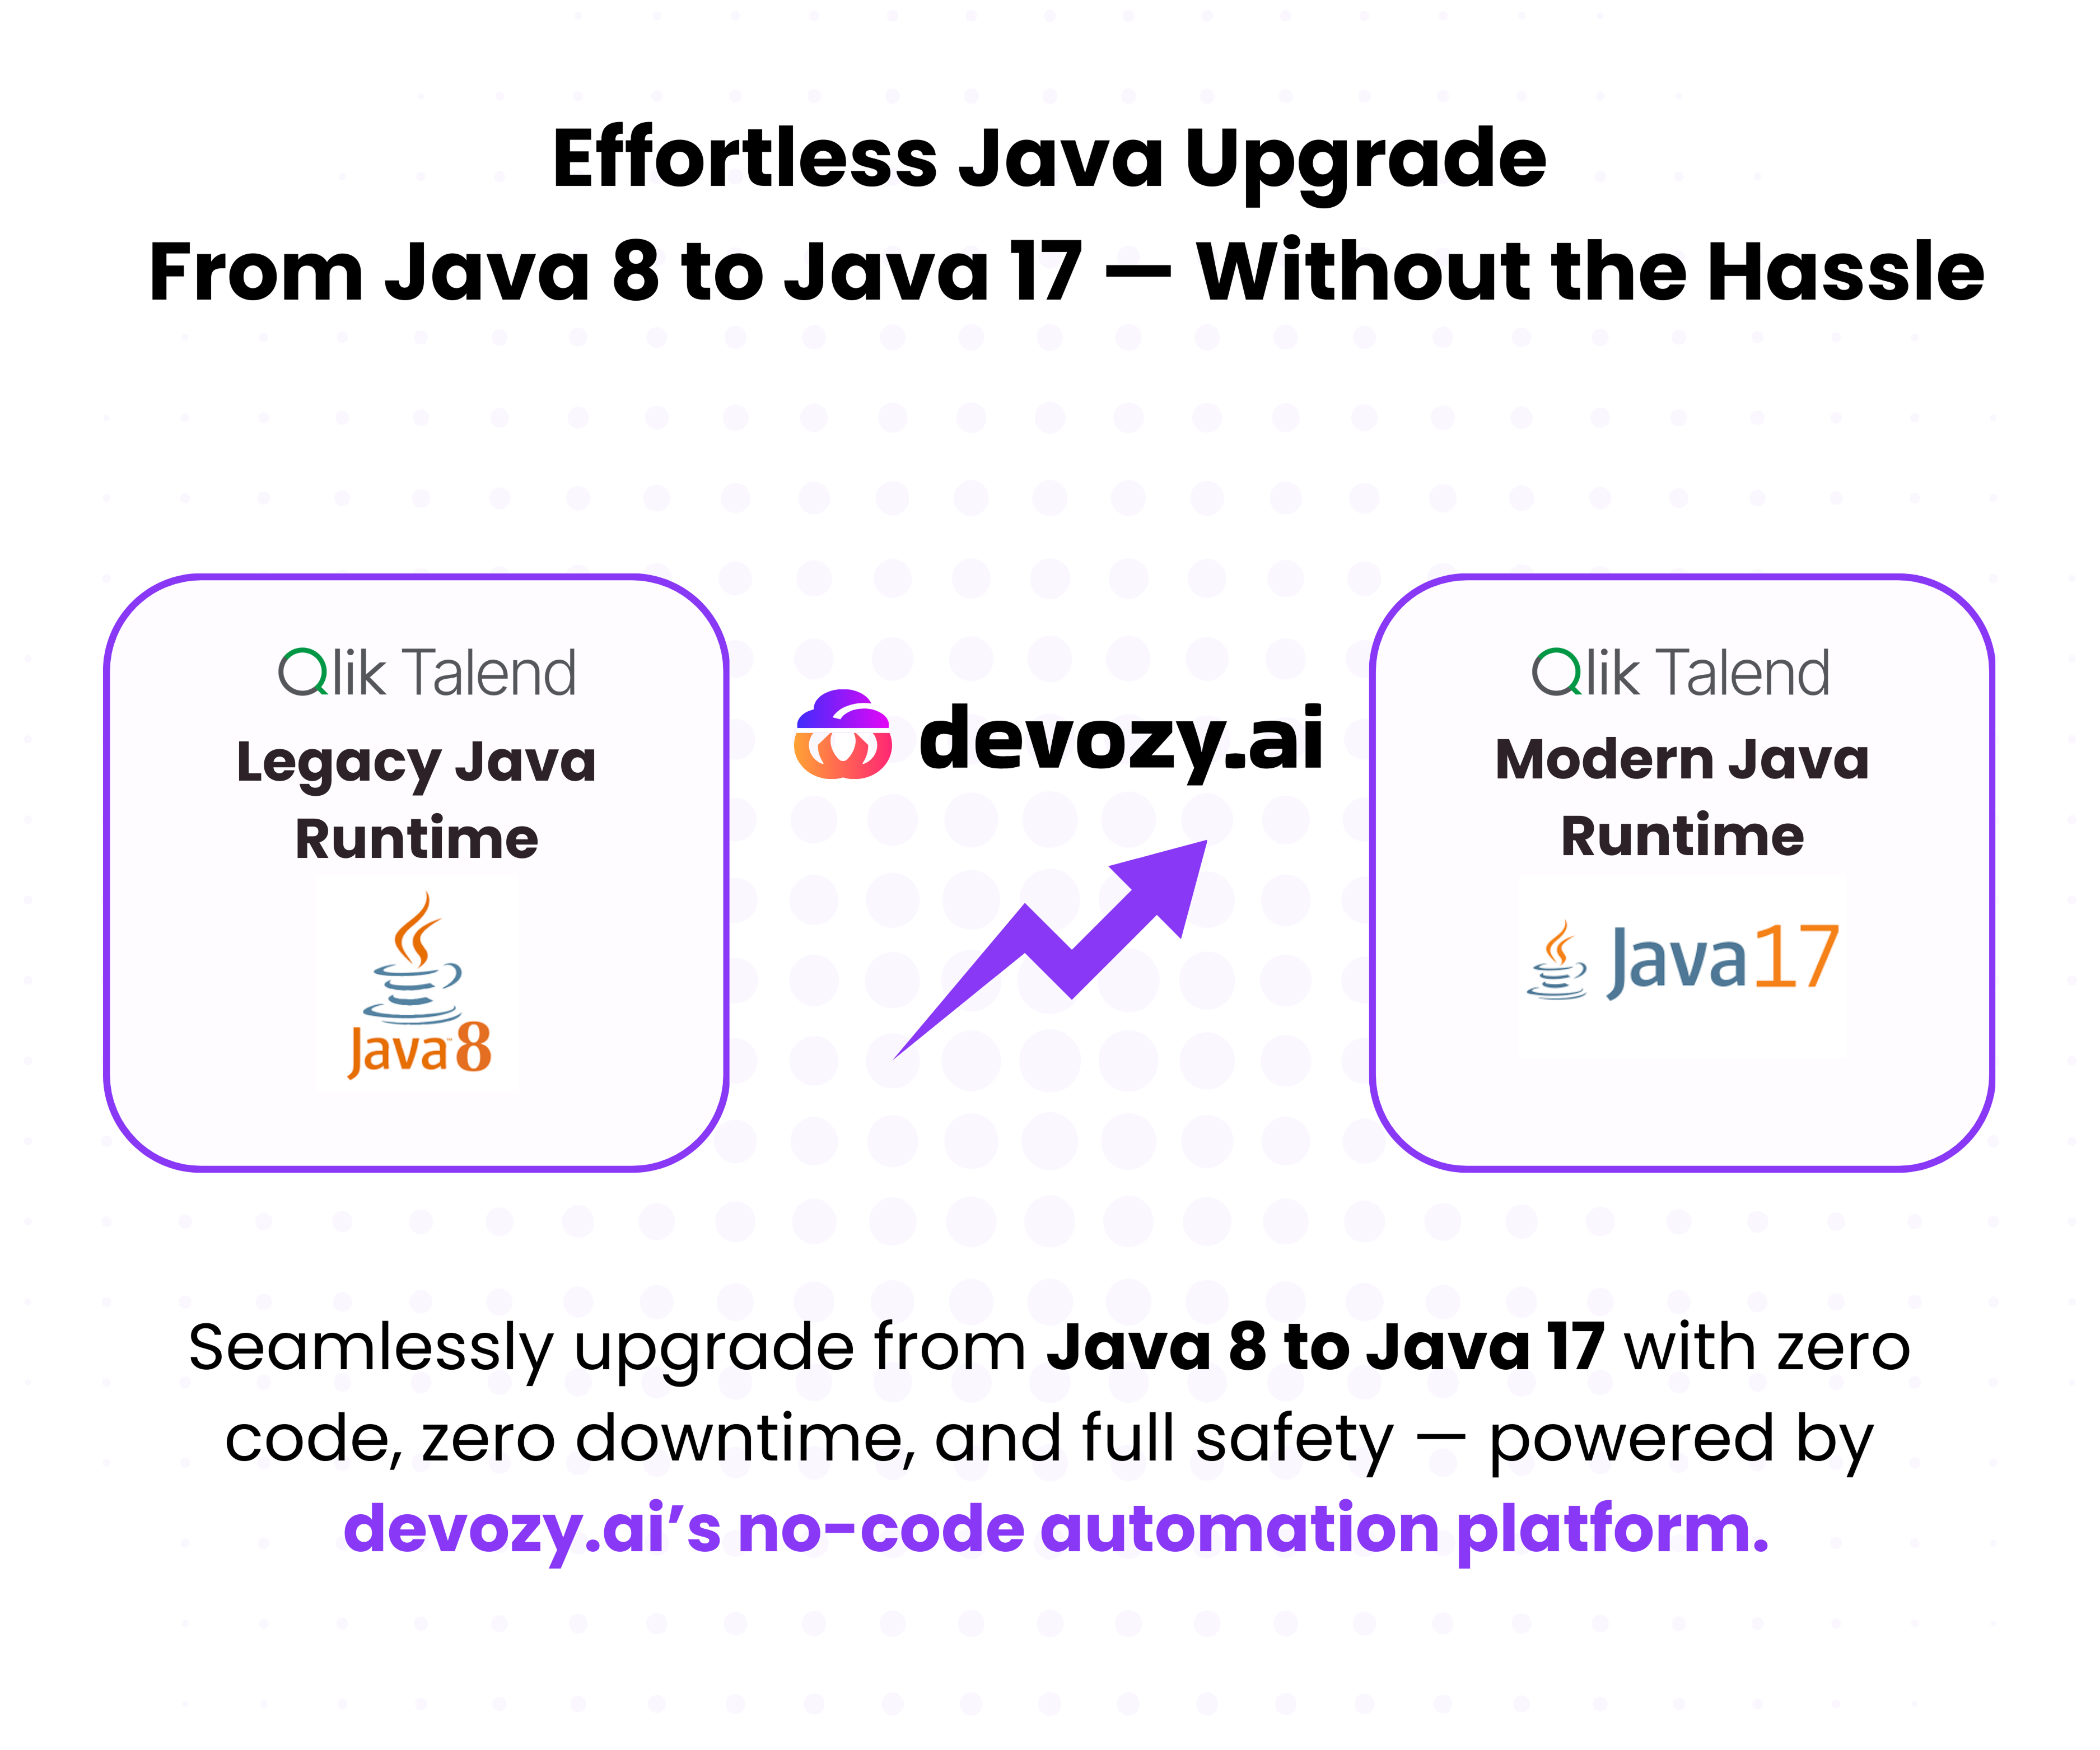 Effortless Java Upgrade
From Java 8 to Java 17 — Without the Hassle
Qlik Talend
Legacy Java
Runtime
Java™ 8
devozy.ai
Qlik Talend
Modern Java
Runtime
Java 17
Seamlessly upgrade from Java 8 to Java 17 with zero
code, zero downtime, and full safety — powered by
devozy.ai’s no-code automation platform.